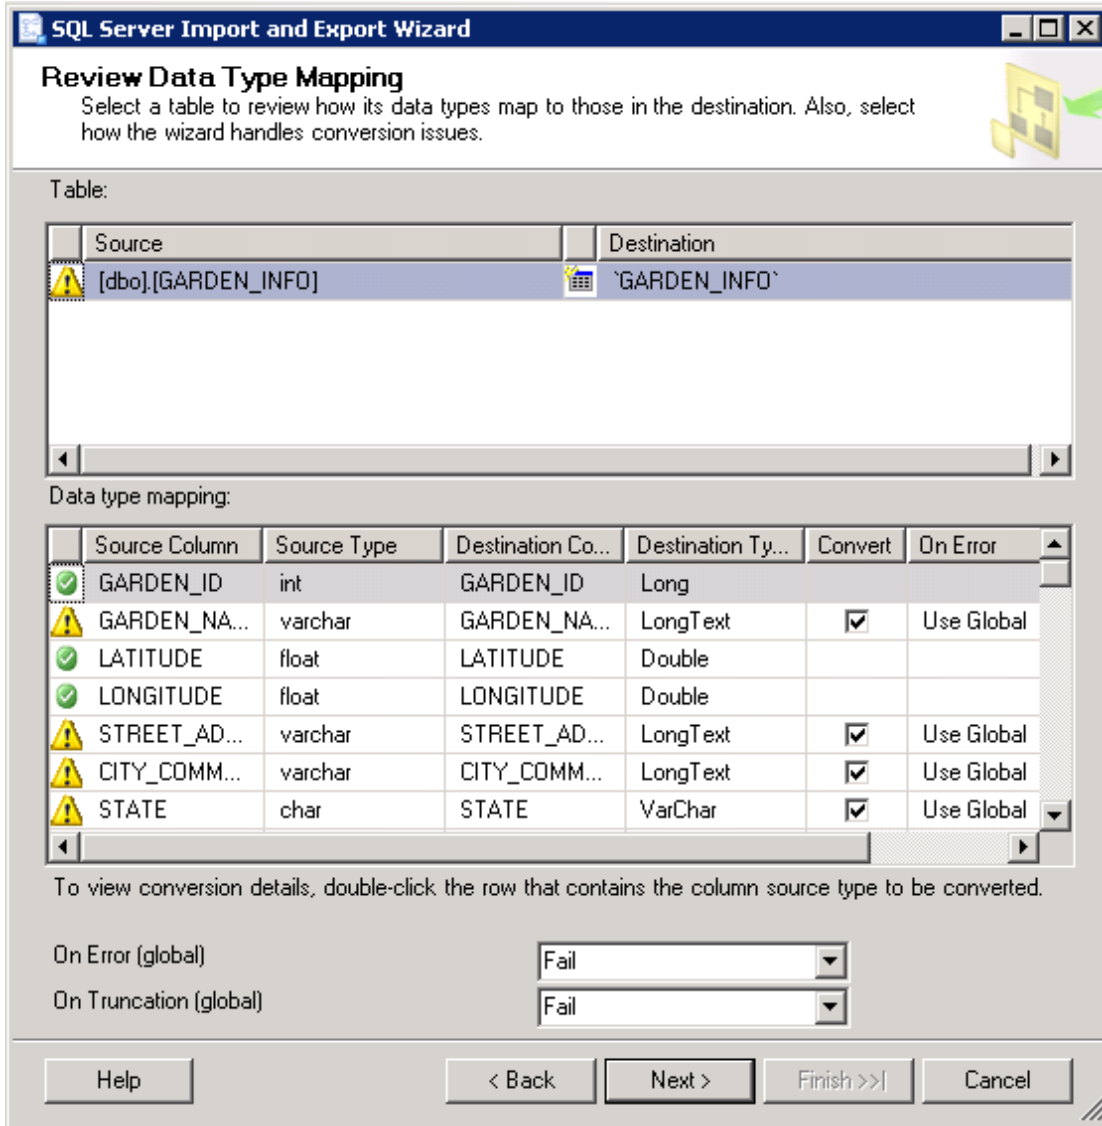 SQL Server Import and Export Wizard
Review Data Type Mapping
Select a table to review how its data types map to those in the destination. Also, select
how the wizard handles conversion issues.
Table:
Source Destination
[dbo].[GARDEN_INFO] `GARDEN_INFO`
Data type mapping:
Source Column Source Type Destination Co... Destination Ty... Convert On Error
GARDEN_ID int GARDEN_ID Long
GARDEN_NA... varchar GARDEN_NA... LongText Use Global
LATITUDE float LATITUDE Double
LONGITUDE float LONGITUDE Double
STREET_AD... varchar STREET_AD... LongText Use Global
CITY_COMM... varchar CITY_COMM... LongText Use Global
STATE char STATE VarChar Use Global
To view conversion details, double-click the row that contains the column source type to be converted.
On Error (global) Fail
On Truncation (global) Fail
Help < Back Next > Finish >>| Cancel